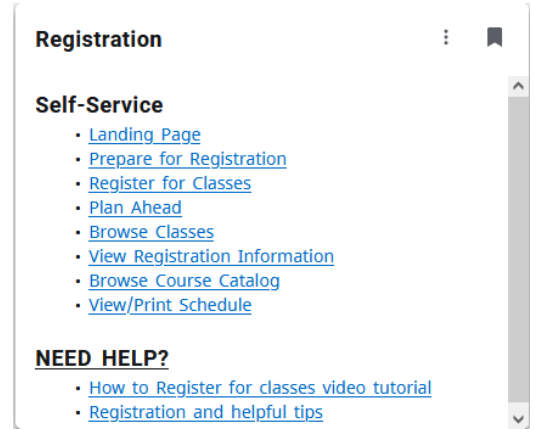 Registration
Self-Service
• Landing Page
• Prepare for Registration
• Register for Classes
• Plan Ahead
• Browse Classes
• View Registration Information
• Browse Course Catalog
• View/Print Schedule
NEED HELP?
• How to Register for classes video tutorial
• Registration and helpful tips